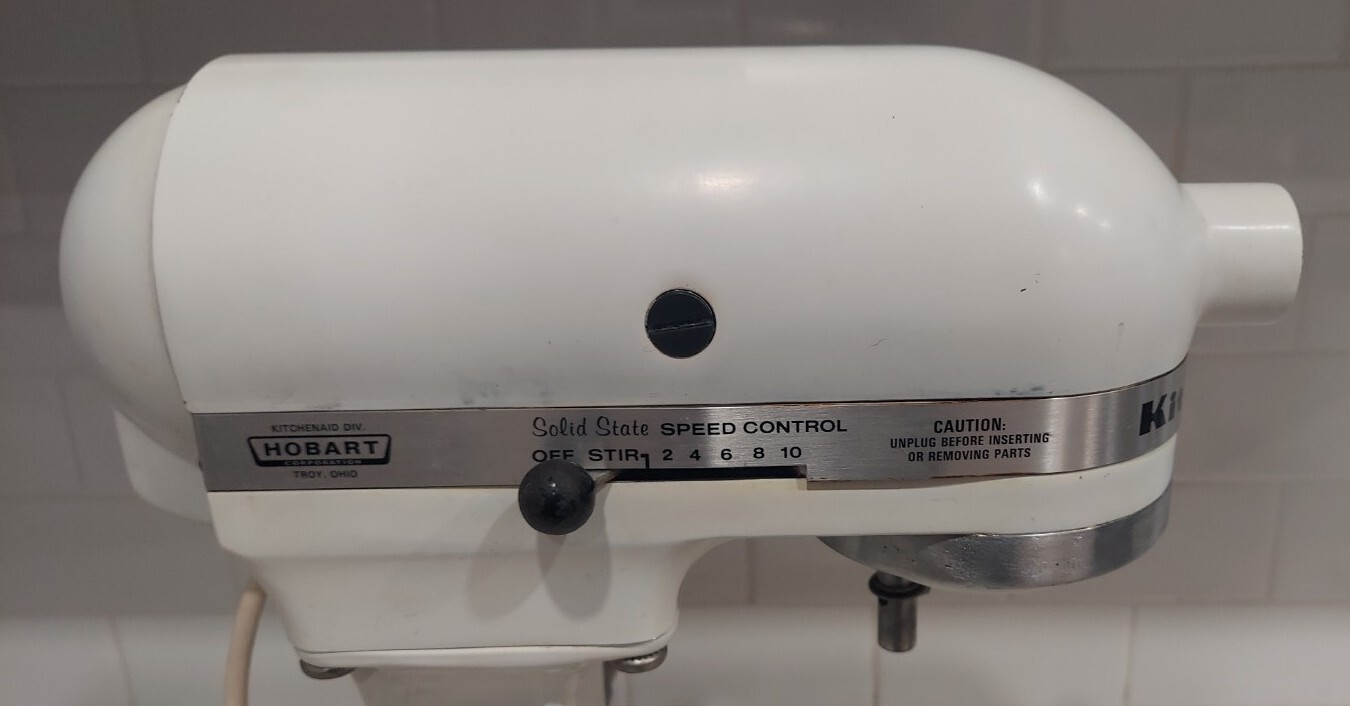 KITCHENAID DIV.
HOBART
CORPORATION
TROY, OHIO
Solid State SPEED CONTROL
OFF STIR 2 4 6 8 10
CAUTION:
UNPLUG BEFORE INSERTING
OR REMOVING PARTS
Ki